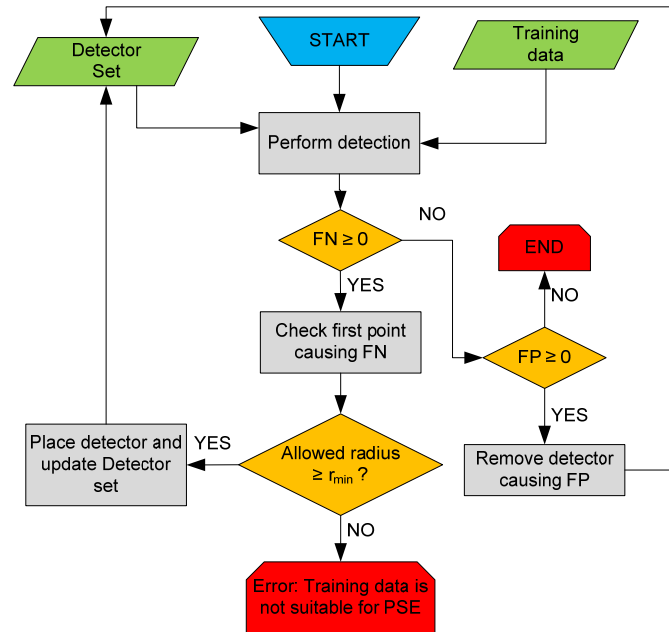 Detector
Set
START
Training
data
Perform detection
NO
FN ≥ 0
END
YES
NO
Check first point
causing FN
FP ≥ 0
YES
Place detector and
update Detector
set
YES
Allowed radius
≥ rmin ?
Remove detector
causing FP
NO
Error: Training data is
not suitable for PSE